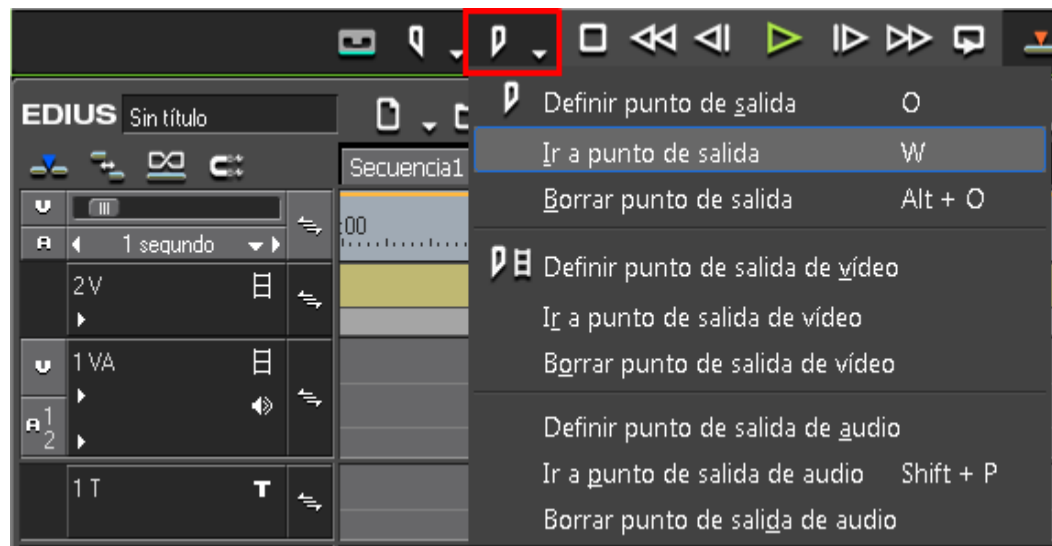 Definir punto de salida O
EDIUS Sin título
Ir a punto de salida W
Secuencia1
Borrar punto de salida Alt + O
U
:00
A 1 segundo
Definir punto de salida de vídeo
2 V
Ir a punto de salida de vídeo
U 1 VA
Borrar punto de salida de vídeo
A 1
2
Definir punto de salida de audio
Ir a punto de salida de audio Shift + P
1 T T
Borrar punto de salida de audio